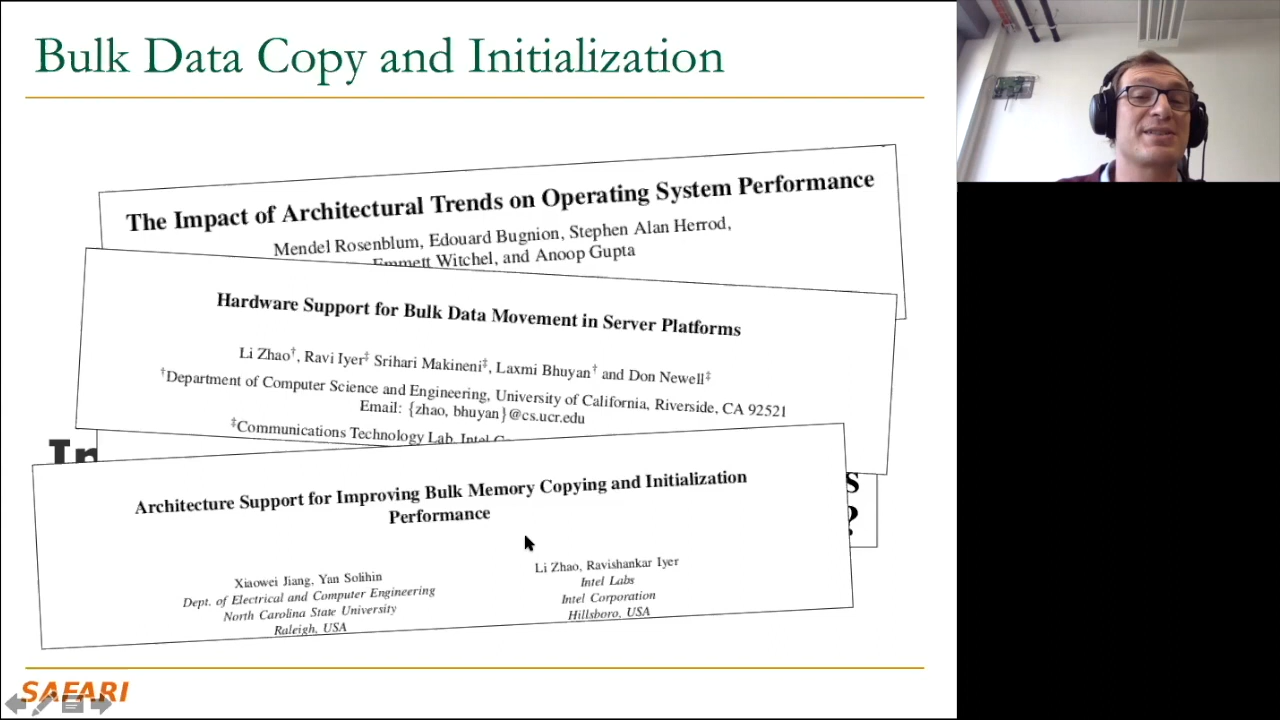 Bulk Data Copy and Initialization
The Impact of Architectural Trends on Operating System Performance
Mendel Rosenblum, Edouard Bugnion, Stephen Alan Herrod,
Emmett Witchel, and Anoop Gupta
Hardware Support for Bulk Data Movement in Server Platforms
Li Zhao†, Ravi Iyer‡ Srihari Makineni‡, Laxmi Bhuyan† and Don Newell‡
†Department of Computer Science and Engineering, University of California, Riverside, CA 92521
Email: {zhao, bhuyan}@cs.ucr.edu
‡Communications Technology Lab, Intel
s
?
Architecture Support for Improving Bulk Memory Copying and Initialization
Performance
Xiaowei Jiang, Yan Solihin
Dept. of Electrical and Computer Engineering
North Carolina State University
Raleigh, USA
Li Zhao, Ravishankar Iyer
Intel Labs
Intel Corporation
Hillsboro, USA
SAFARI